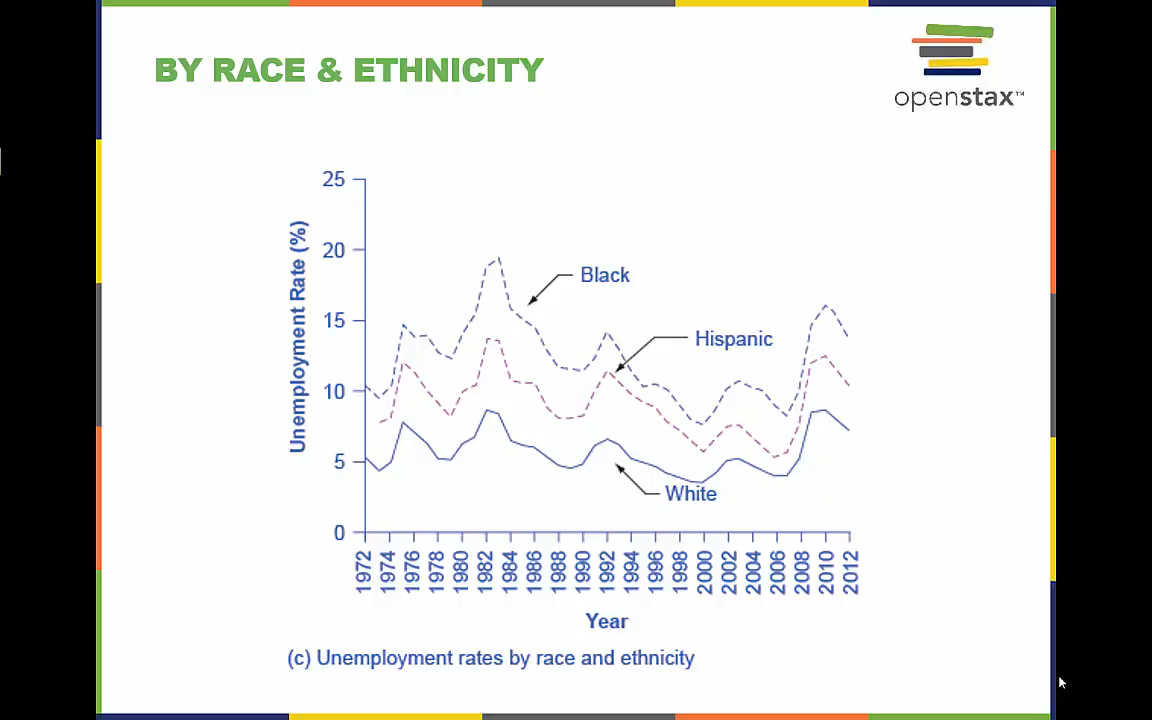 BY RACE & ETHNICITY
openstax™
25
20
15
10
5
0
Unemployment Rate (%)
Black
Hispanic
White
1972 1974 1976 1978 1980 1982 1984 1986 1988 1990 1992 1994 1996 1998 2000 2002 2004 2006 2008 2010 2012
Year
(c) Unemployment rates by race and ethnicity